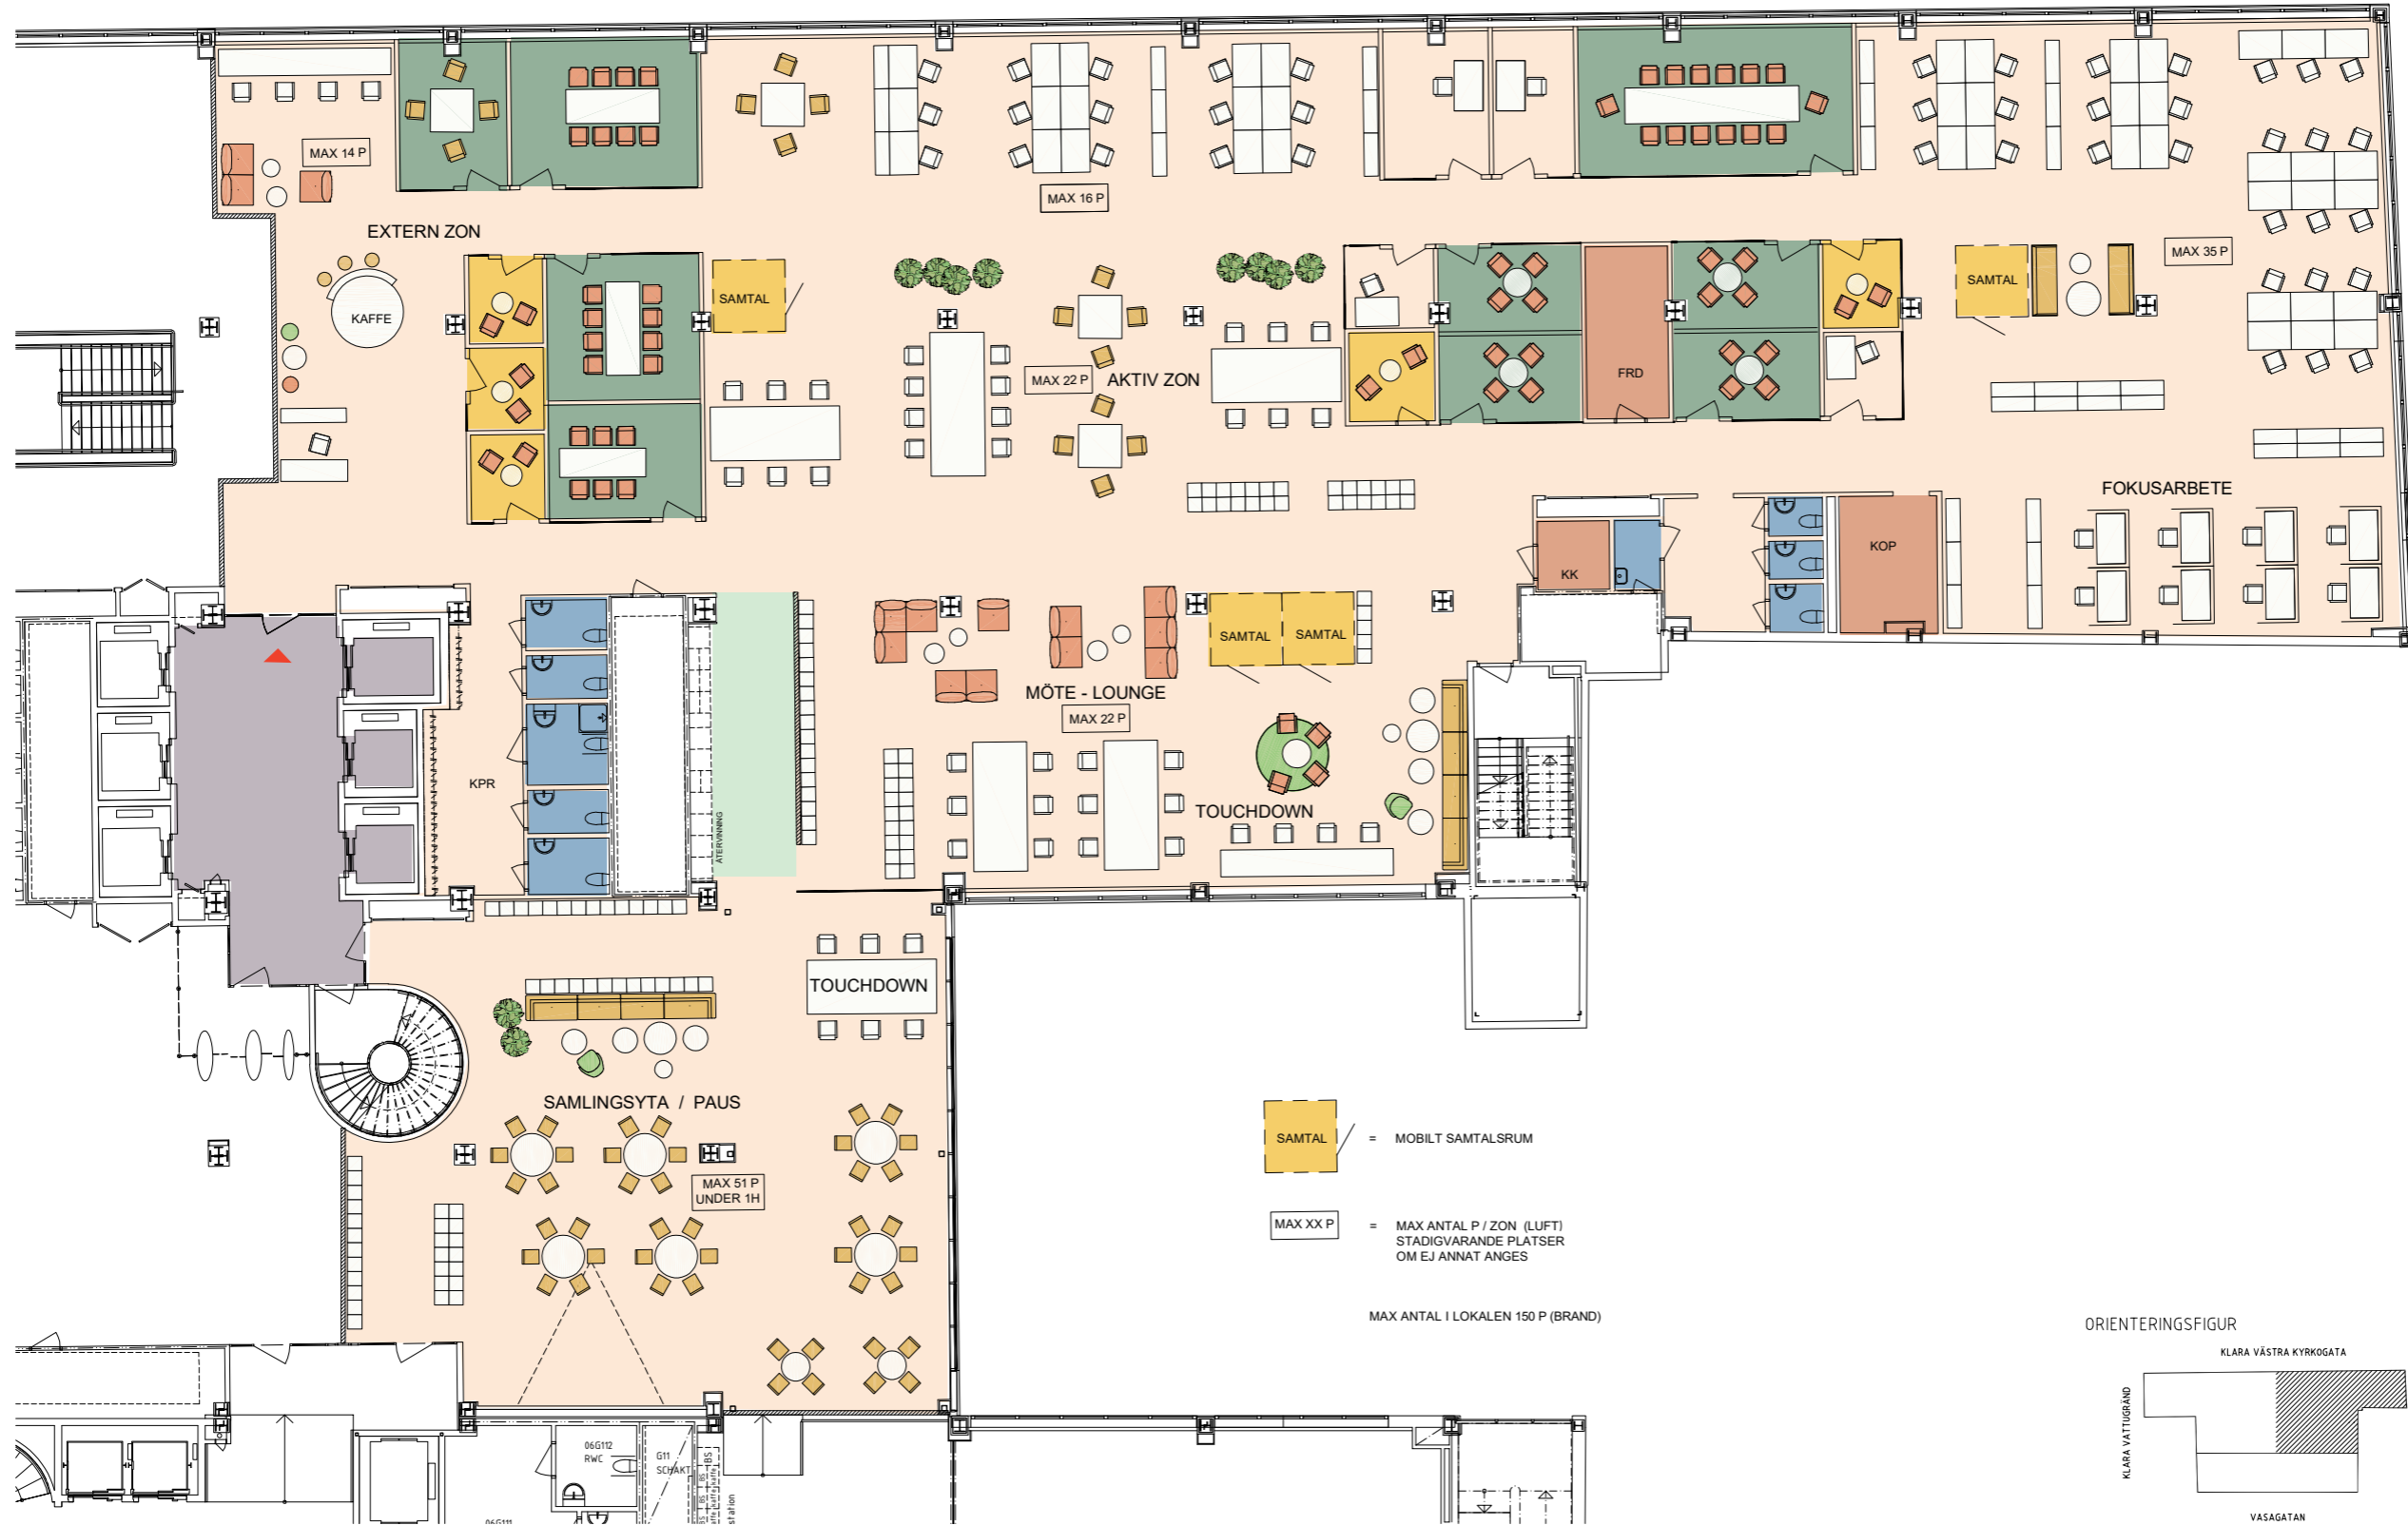 MAX 14 P
EXTERN ZON
KAFFE
SAMTAL
MAX 16 P
MAX 22 P
AKTIV ZON
FRD
SAMTAL
MAX 35 P
FOKUSARBETE
KK
KOP
KPR
ÅTERVINNING
SAMTAL
SAMTAL
MÖTE - LOUNGE
MAX 22 P
TOUCHDOWN
TOUCHDOWN
SAMLINGSYTA / PAUS
MAX 51 P
UNDER 1H
SAMTAL
= MOBILT SAMTALSRUM
MAX XX P
= MAX ANTAL P / ZON (LUFT)
STADIGVARANDE PLATSER
OM EJ ANNAT ANGES
MAX ANTAL I LOKALEN 150 P (BRAND)
ORIENTERINGSFIGUR
KLARA VÄSTRA KYRKOGATA
KLARA VATTUGRÄND
VASAGATAN
06G112
RWC
G11
SCHAKT
BS